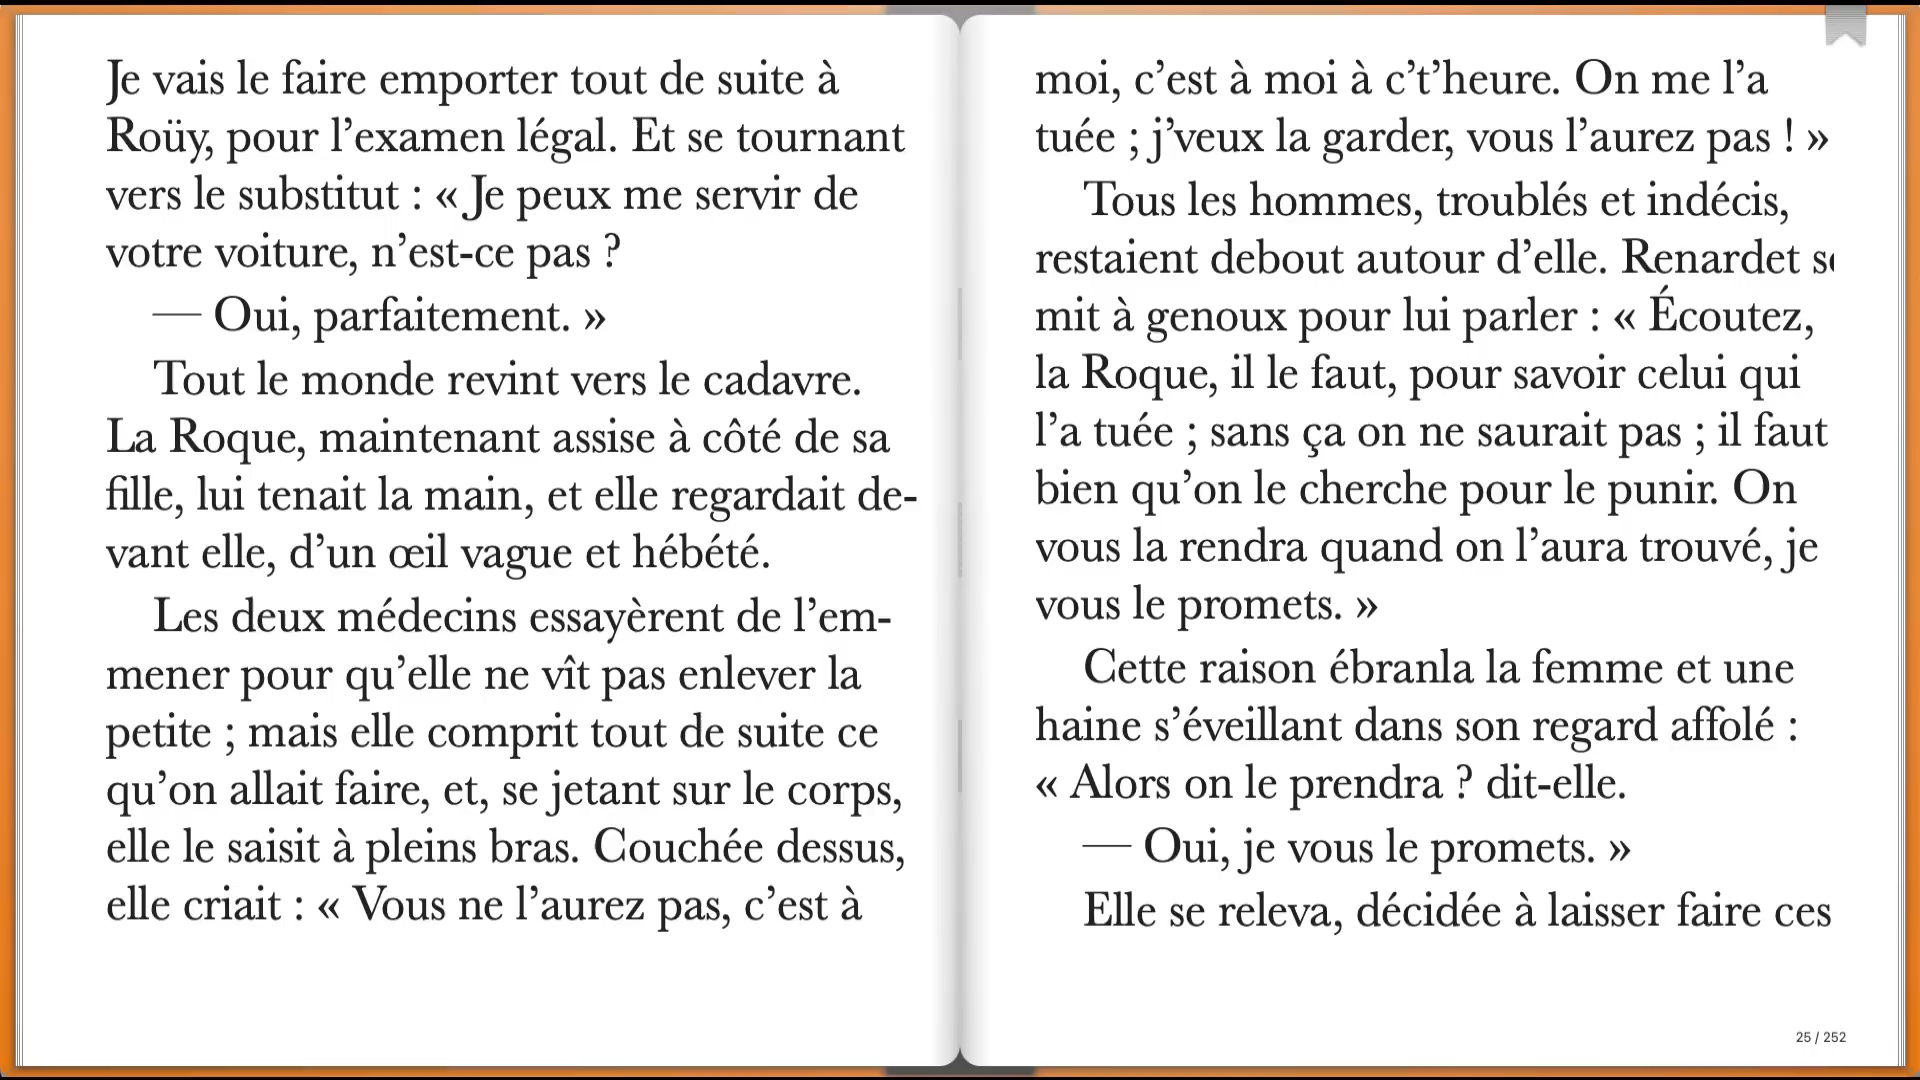 Je vais le faire emporter tout de suite à
Roüy, pour l’examen légal. Et se tournant
vers le substitut : « Je peux me servir de
votre voiture, n’est-ce pas ?
— Oui, parfaitement. »
Tout le monde revint vers le cadavre.
La Roque, maintenant assise à côté de sa
fille, lui tenait la main, et elle regardait de-
vant elle, d’un œil vague et hébété.
Les deux médecins essayèrent de l’em-
mener pour qu’elle ne vît pas enlever la
petite ; mais elle comprit tout de suite ce
qu’on allait faire, et, se jetant sur le corps,
elle le saisit à pleins bras. Couchée dessus,
elle criait : « Vous ne l’aurez pas, c’est à
moi, c’est à moi à c’t’heure. On me l’a
tuée ; j’veux la garder, vous l’aurez pas ! »
Tous les hommes, troublés et indécis,
restaient debout autour d’elle. Renardet
mit à genoux pour lui parler : « Écoutez,
la Roque, il le faut, pour savoir celui qui
l’a tuée ; sans ça on ne saurait pas ; il faut
bien qu’on le cherche pour le punir. On
vous la rendra quand on l’aura trouvé, je
vous le promets. »
Cette raison ébranla la femme et une
haine s’éveillant dans son regard affolé :
« Alors on le prendra ? dit-elle.
— Oui, je vous le promets. »
Elle se releva, décidée à laisser faire ces
25 / 252